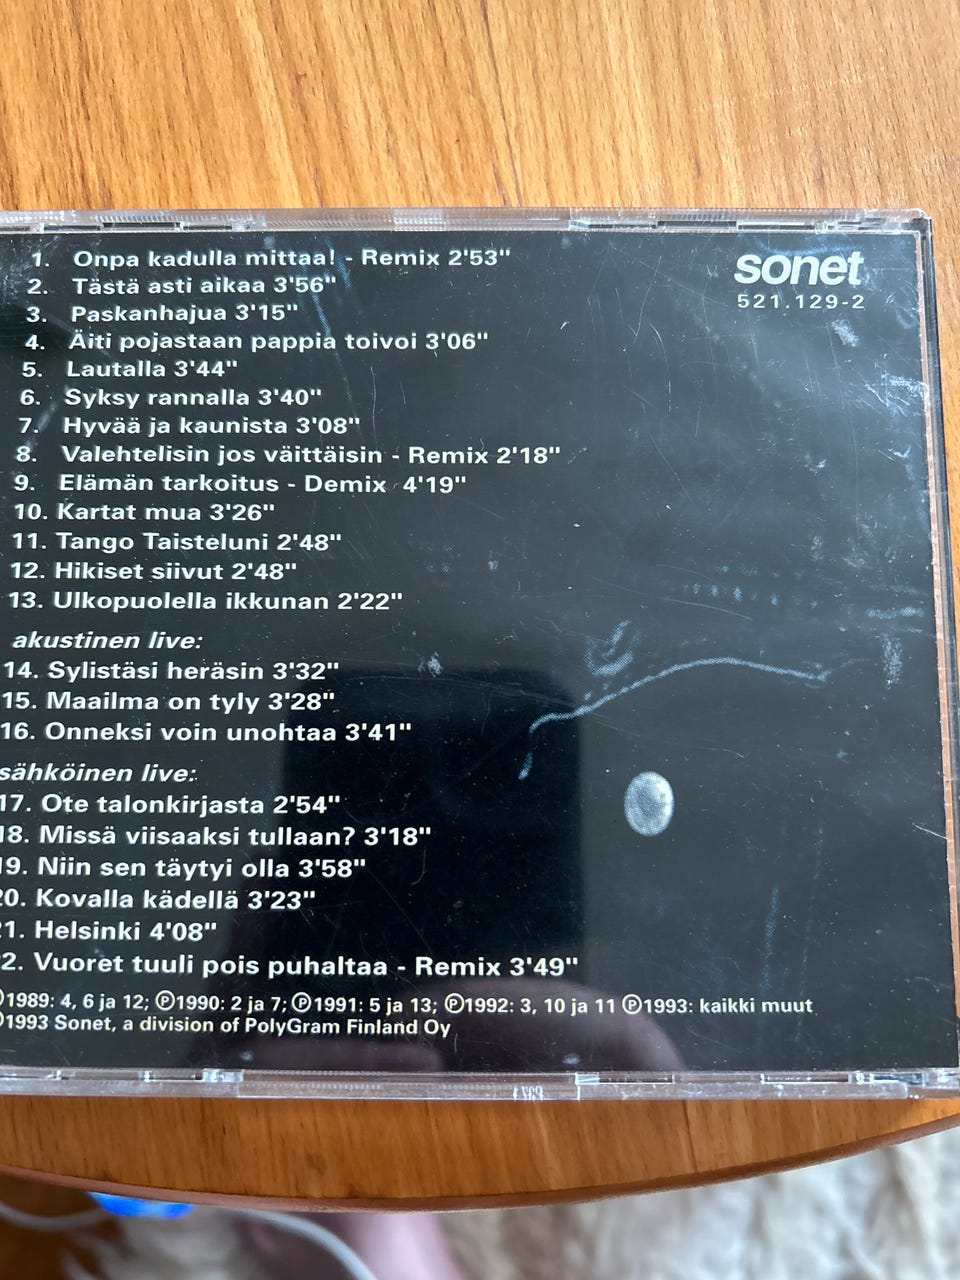 1. Onpa kadulla mittaa! - Remix 2'53"
2. Tästä asti aikaa 3'56"
3. Paskanhajua 3'15"
4. Äiti pojastaan pappia toivoi 3'06"
5. Lautalla 3'44"
6. Syksy rannalla 3'40"
7. Hyvää ja kaunista 3'08"
8. Valehtelisin jos väittäisin - Remix 2'18"
9. Elämän tarkoitus - Demix 4'19"
10. Kartat mua 3'26"
11. Tango Taisteluni 2'48"
12. Hikiset siivut 2'48"
13. Ulkopuolella ikkunan 2'22"
akustinen live:
14. Sylistäsi heräsin 3'32"
15. Maailma on tyly 3'28"
16. Onneksi voin unohtaa 3'41"
sähköinen live:
17. Ote talonkirjasta 2'54"
18. Missä viisaaksi tullaan? 3'18"
19. Niin sen täytyi olla 3'58"
20. Kovalla kädellä 3'23"
21. Helsinki 4'08"
2. Vuoret tuuli pois puhaltaa - Remix 3'49"
℗1989: 4, 6 ja 12; ℗1990: 2 ja 7; ℗1991: 5 ja 13; ℗1992: 3, 10 ja 11 ℗1993: kaikki muut
1993 Sonet, a division of PolyGram Finland Oy
sonet
521.129-2